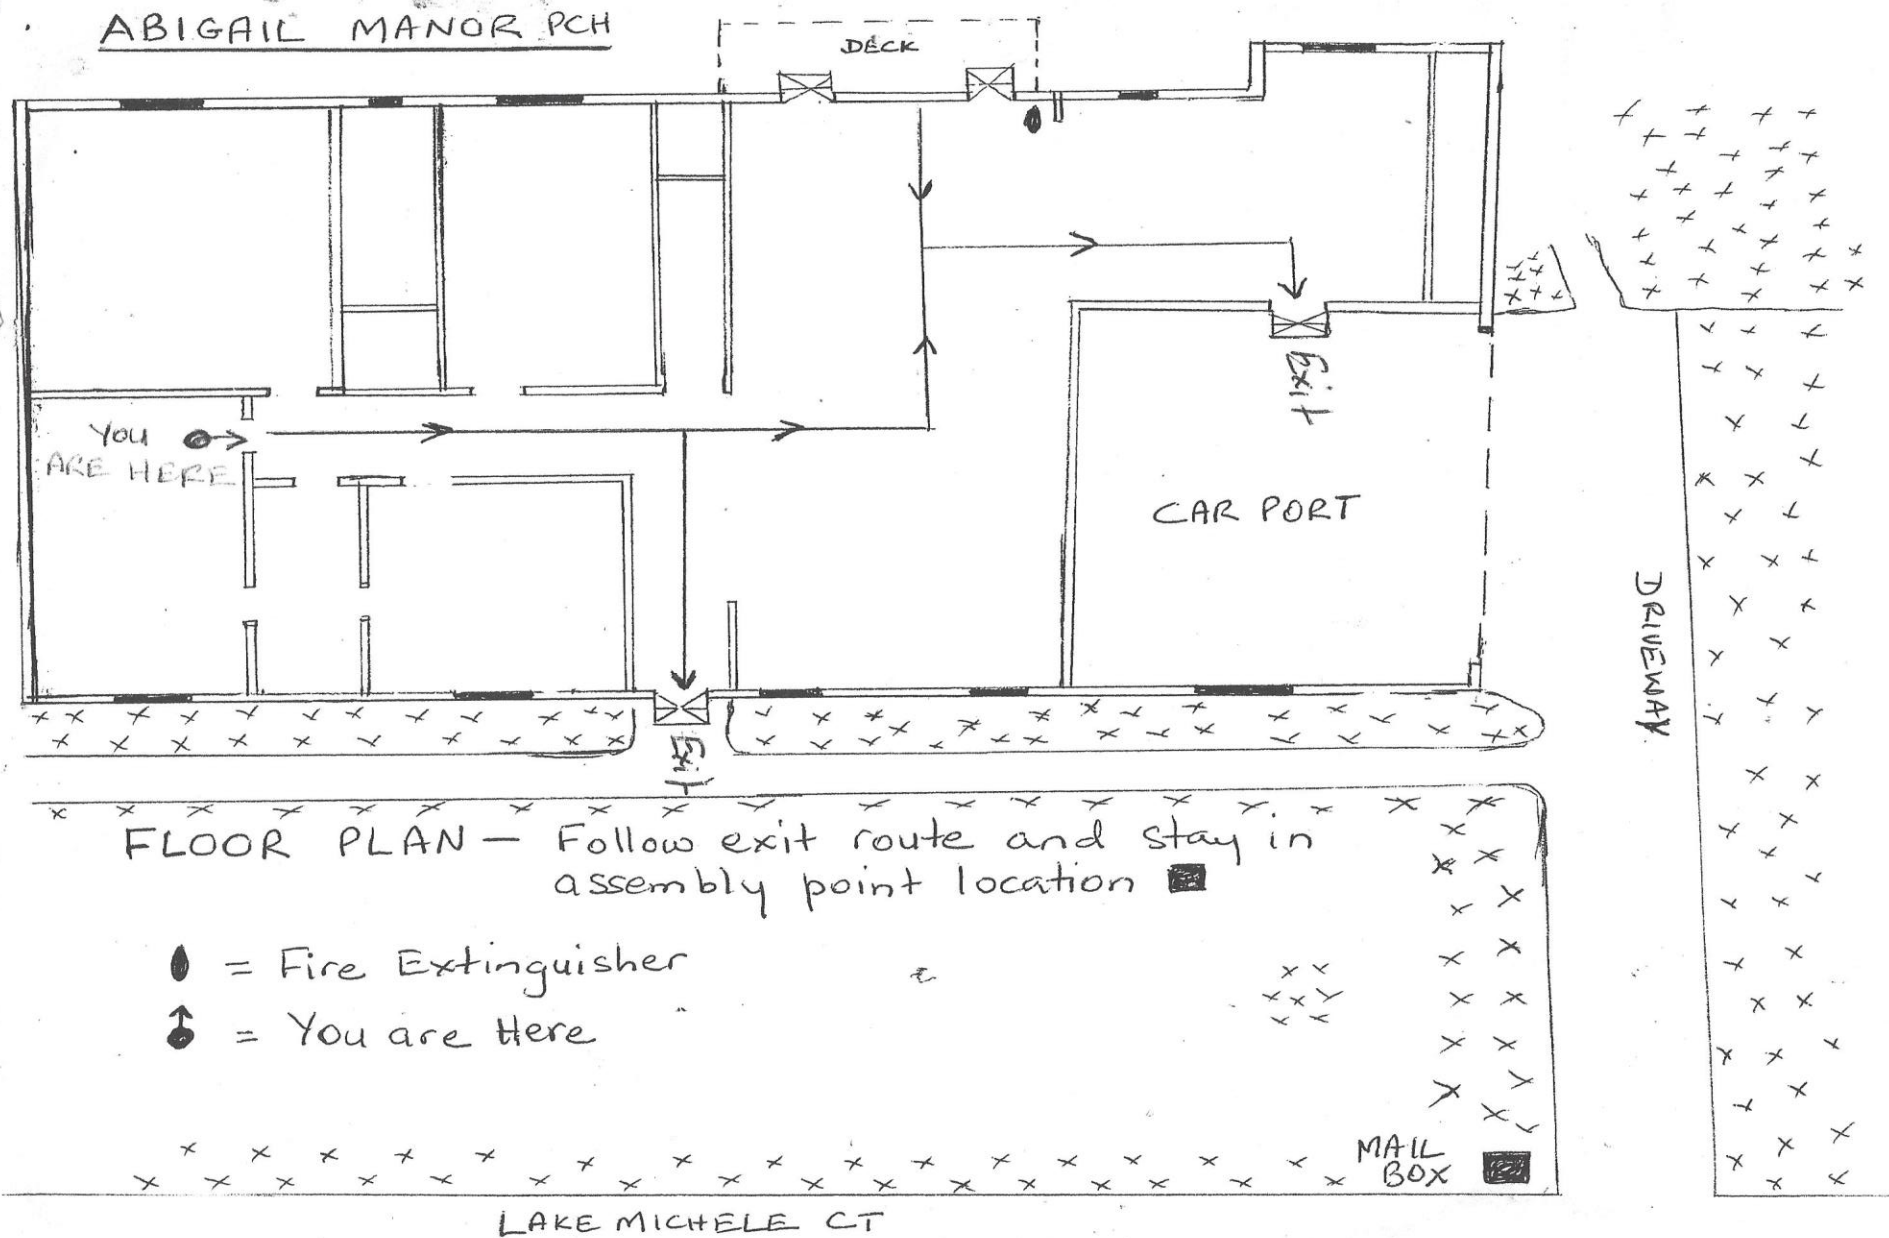 ABIGAIL MANOR PCH
DECK
YOU
ARE HERE
Exit
CAR PORT
DRIVEWAY
Exit
FLOOR PLAN — Follow exit route and stay in
assembly point location
= Fire Extinguisher
= You are Here
MAIL
BOX
LAKE MICHELE CT